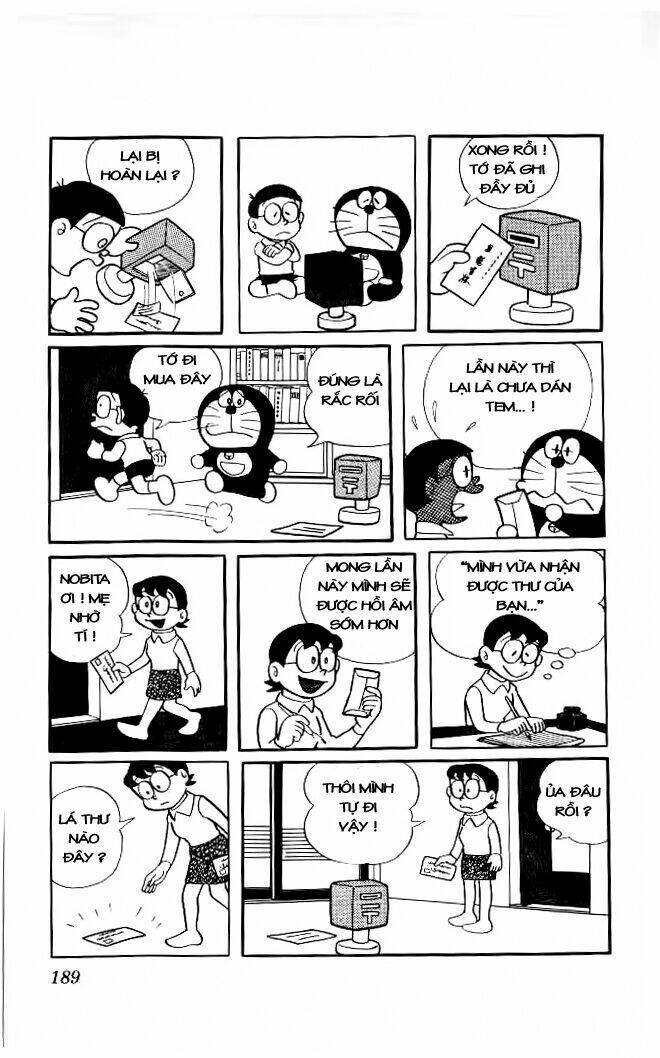 XONG RỒI !
TỚ ĐÃ GHI
ĐẦY ĐỦ
LẠI BỊ
HOÀN LẠI ?
LẦN NÀY THÌ
LẠI LÀ CHƯA DÁN
TEM... !
ĐÚNG LÀ
RẮC RỐI
TỚ ĐI
MUA ĐÂY
“MÌNH VỪA NHẬN
ĐƯỢC THƯ CỦA
BẠN...”
MONG LẦN
NÀY MÌNH SẼ
ĐƯỢC HỒI ÂM
SỚM HƠN
NOBITA
ƠI ! MẸ
NHỜ
TÍ !
ỦA ĐÂU
RỒI ?
THÔI MÌNH
TỰ ĐI
VẬY !
LÁ THƯ
NÀO
ĐÂY ?
189